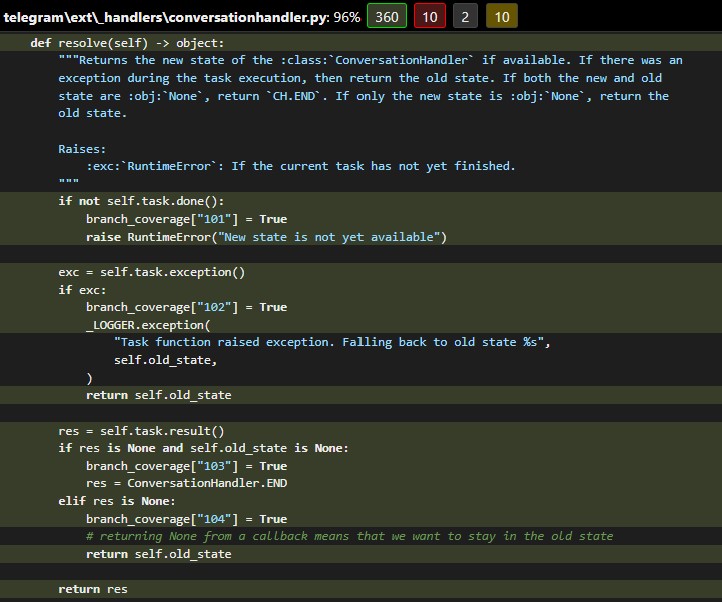 telegram\ext\_handlers\conversationhandler.py: 96% 360 10 2 10
def resolve(self) -> object:
"""Returns the new state of the :class:`ConversationHandler` if available. If there was an
exception during the task execution, then return the old state. If both the new and old
state are :obj:`None`, return `CH.END`. If only the new state is :obj:`None`, return the
old state.
Raises:
:exc:`RuntimeError`: If the current task has not yet finished.
"""
if not self.task.done():
branch_coverage["101"] = True
raise RuntimeError("New state is not yet available")
exc = self.task.exception()
if exc:
branch_coverage["102"] = True
_LOGGER.exception(
"Task function raised exception. Falling back to old state %s",
self.old_state,
)
return self.old_state
res = self.task.result()
if res is None and self.old_state is None:
branch_coverage["103"] = True
res = ConversationHandler.END
elif res is None:
branch_coverage["104"] = True
# returning None from a callback means that we want to stay in the old state
return self.old_state
return res